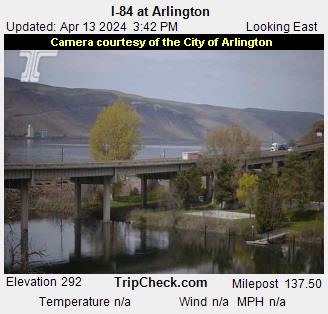 I-84 at Arlington
Updated: Apr 13 2024 3:42 PM Looking East
Camera courtesy of the City of Arlington
Elevation 292 TripCheck.com Milepost 137.50
Temperature n/a Wind n/a MPH n/a